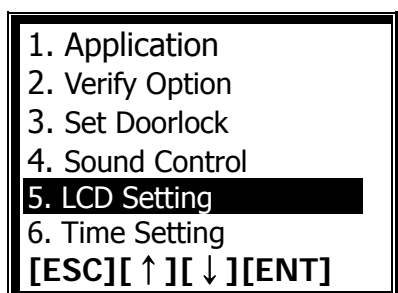 1. Application
2. Verify Option
3. Set Doorlock
4. Sound Control
5. LCD Setting
6. Time Setting
[ESC][↑][↓][ENT]